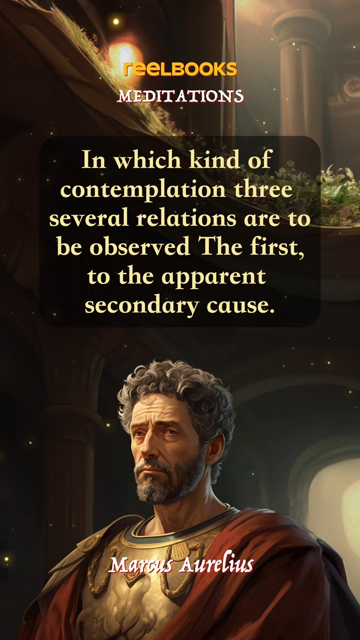 reelbooks
MEDITATIONS
In which kind of
contemplation three
several relations are to
be observed The first,
to the apparent
secondary cause.
Marcus Aurelius